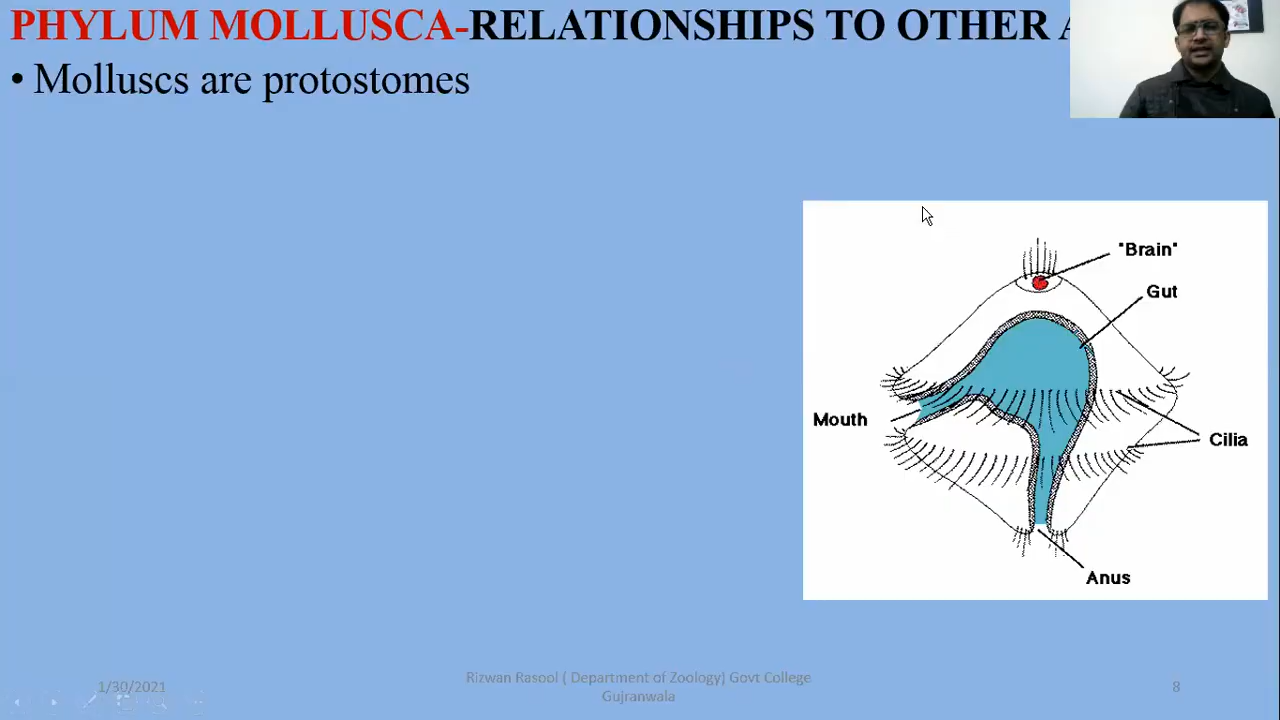 PHYLUM MOLLUSCA-RELATIONSHIPS TO OTHER A
• Molluscs are protostomes
"Brain"
Gut
Mouth
Cilia
Anus
1/30/2021
Rizwan Rasool ( Department of Zoology) Govt College
Gujranwala
8